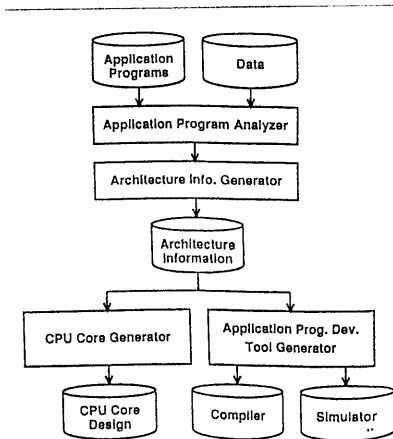 Application
Programs
Data
Application Program Analyzer
Architecture Info. Generator
Architecture
Information
CPU Core Generator
Application Prog. Dev.
Tool Generator
CPU Core
Design
Compiler
Simulator